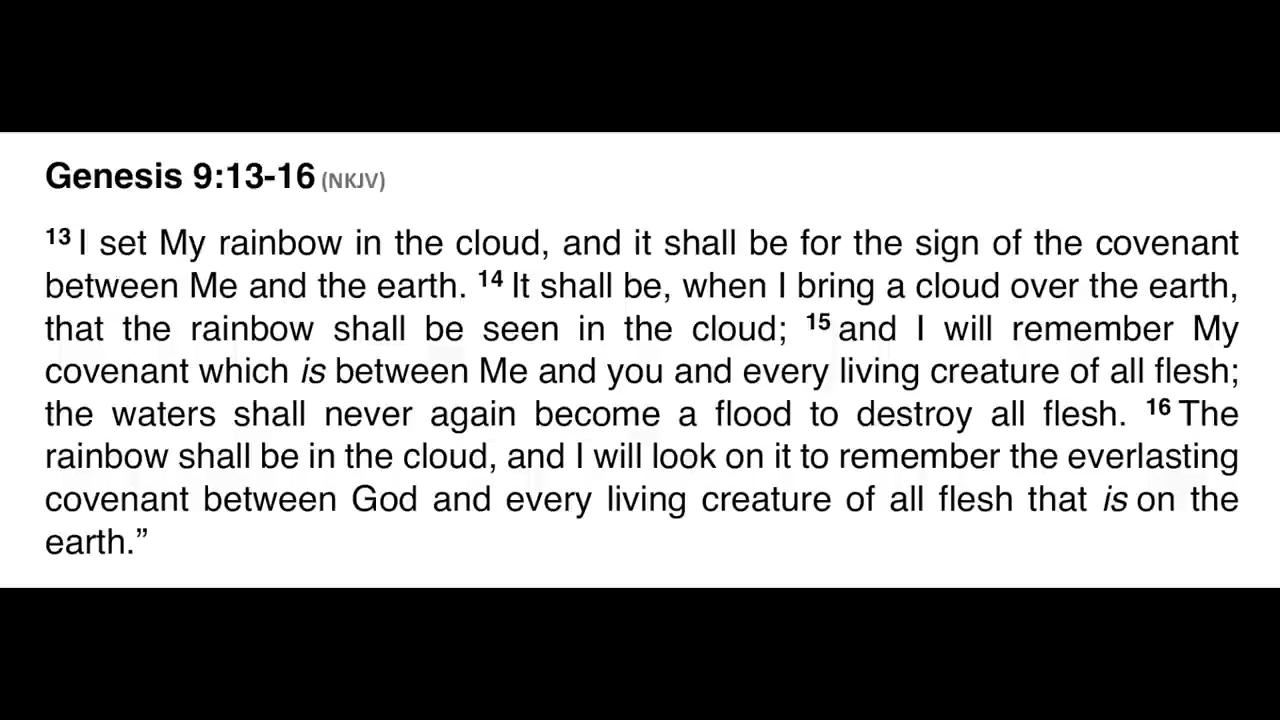 Genesis 9:13-16 (NKJV)
13 I set My rainbow in the cloud, and it shall be for the sign of the covenant
between Me and the earth. 14 It shall be, when I bring a cloud over the earth,
that the rainbow shall be seen in the cloud; 15 and I will remember My
covenant which is between Me and you and every living creature of all flesh;
the waters shall never again become a flood to destroy all flesh. 16 The
rainbow shall be in the cloud, and I will look on it to remember the everlasting
covenant between God and every living creature of all flesh that is on the
earth.”